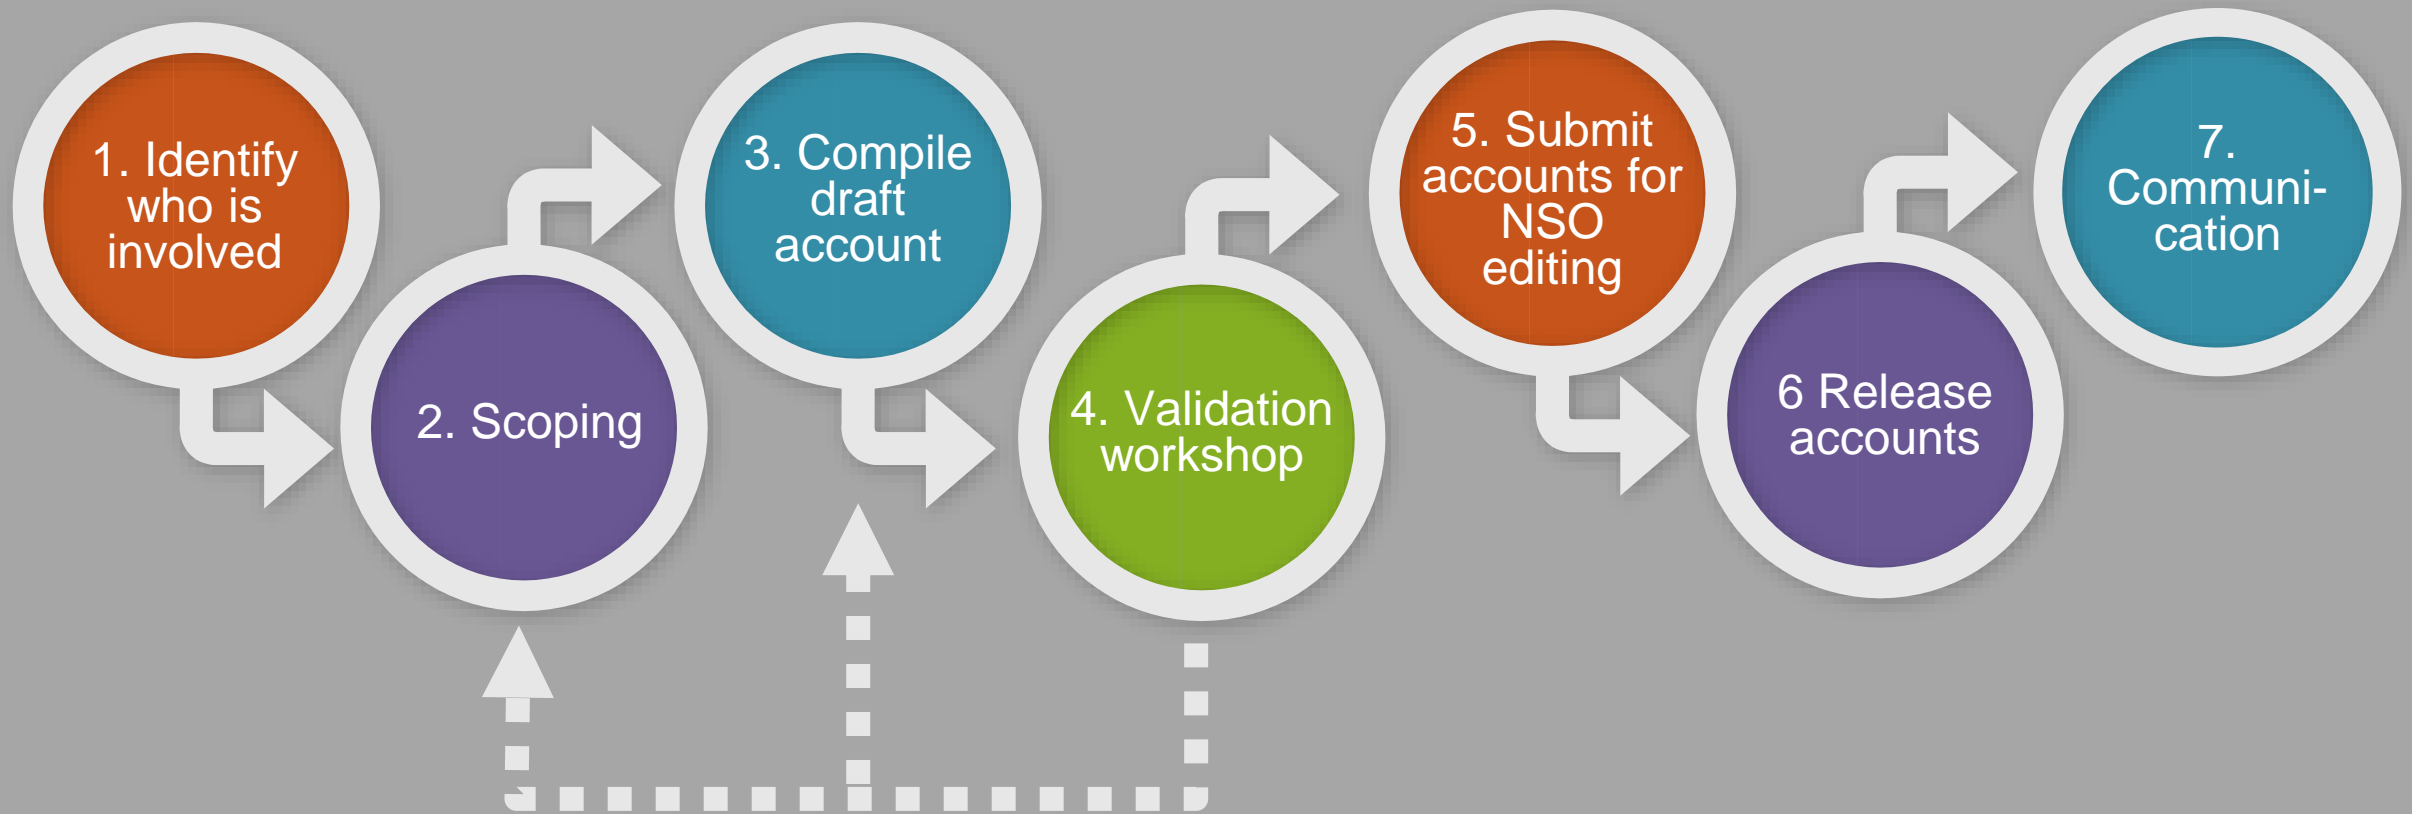 1. Identify
who is
involved
2. Scoping
3. Compile
draft
account
4. Validation
workshop
5. Submit
accounts for
NSO
editing
6 Release
accounts
7.
Communi-
cation